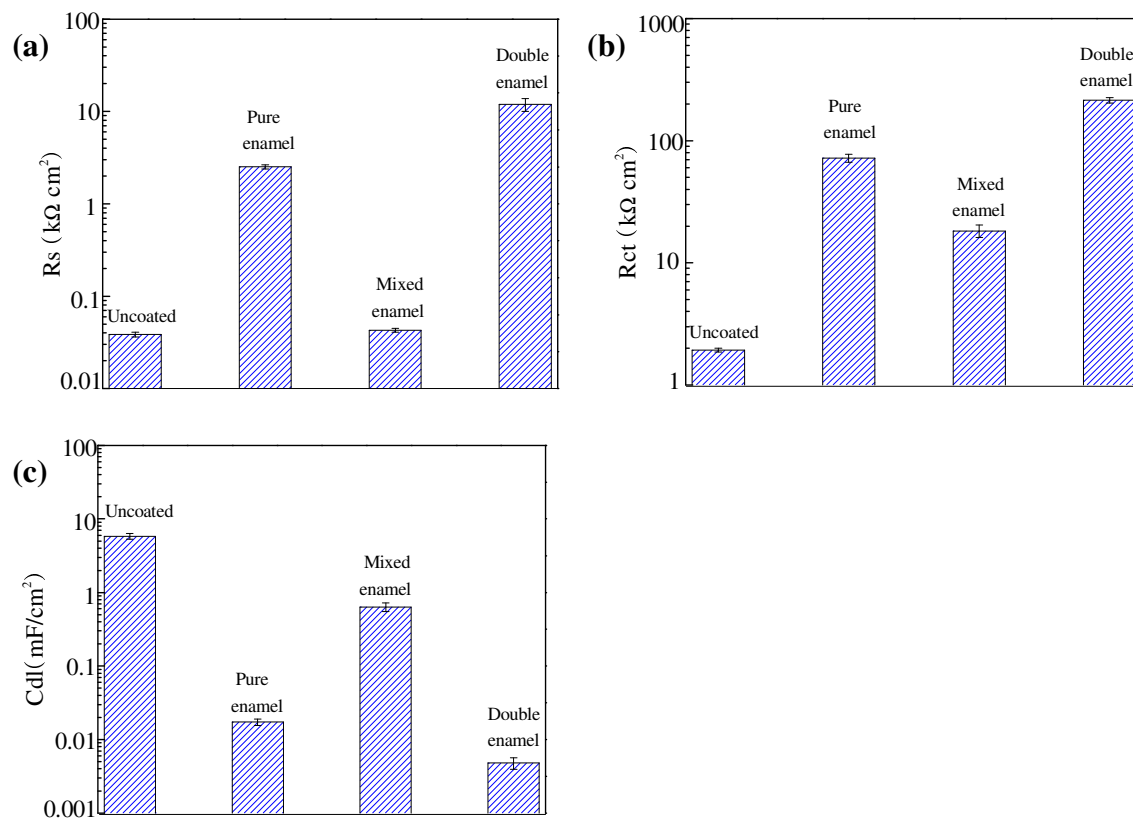 (a)
100
10
1
0.1
0.01
Rs (kΩ cm²)
Uncoated
Pure
enamel
Mixed
enamel
Double
enamel
(b)
1000
100
10
1
Rct (kΩ cm²)
Uncoated
Pure
enamel
Mixed
enamel
Double
enamel
(c)
100
10
1
0.1
0.01
0.001
Cdl(mF/cm²)
Uncoated
Pure
enamel
Mixed
enamel
Double
enamel